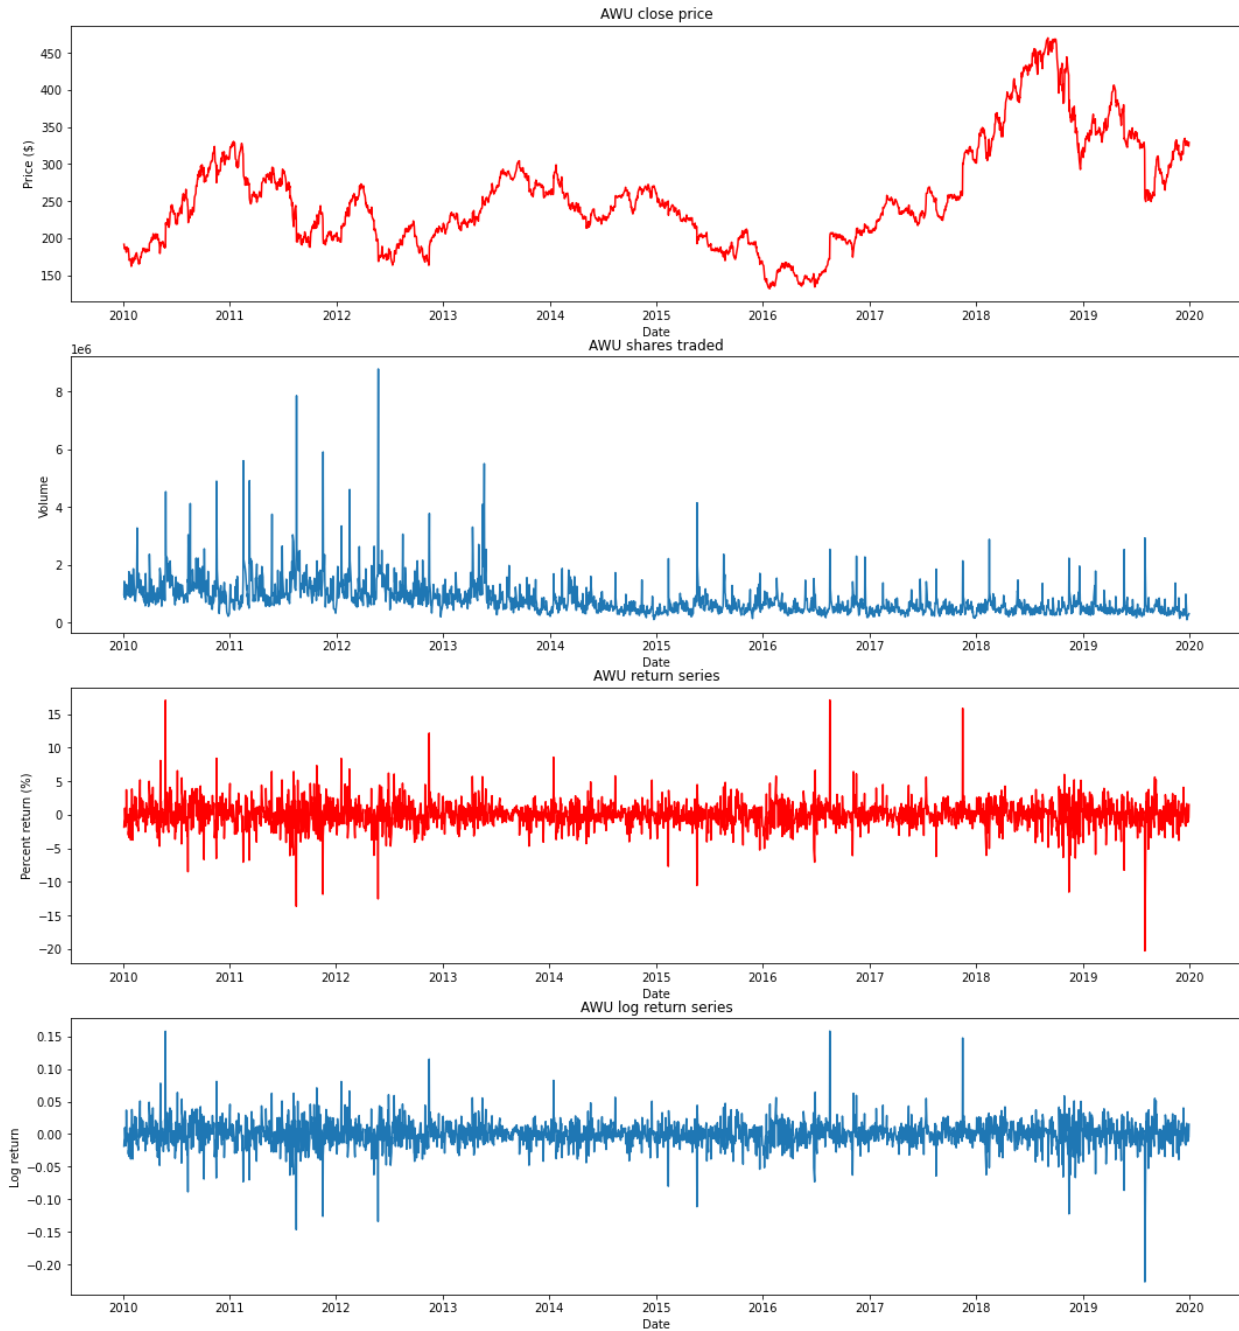 AWU close price
Price ($)
450
400
350
300
250
200
150
2010 2011 2012 2013 2014 2015 2016 2017 2018 2019 2020
Date
AWU shares traded
1e6
Volume
8
6
4
2
0
2010 2011 2012 2013 2014 2015 2016 2017 2018 2019 2020
Date
AWU return series
Percent return (%)
15
10
5
0
−5
−10
−15
−20
2010 2011 2012 2013 2014 2015 2016 2017 2018 2019 2020
Date
AWU log return series
Log return
0.15
0.10
0.05
0.00
−0.05
−0.10
−0.15
−0.20
2010 2011 2012 2013 2014 2015 2016 2017 2018 2019 2020
Date